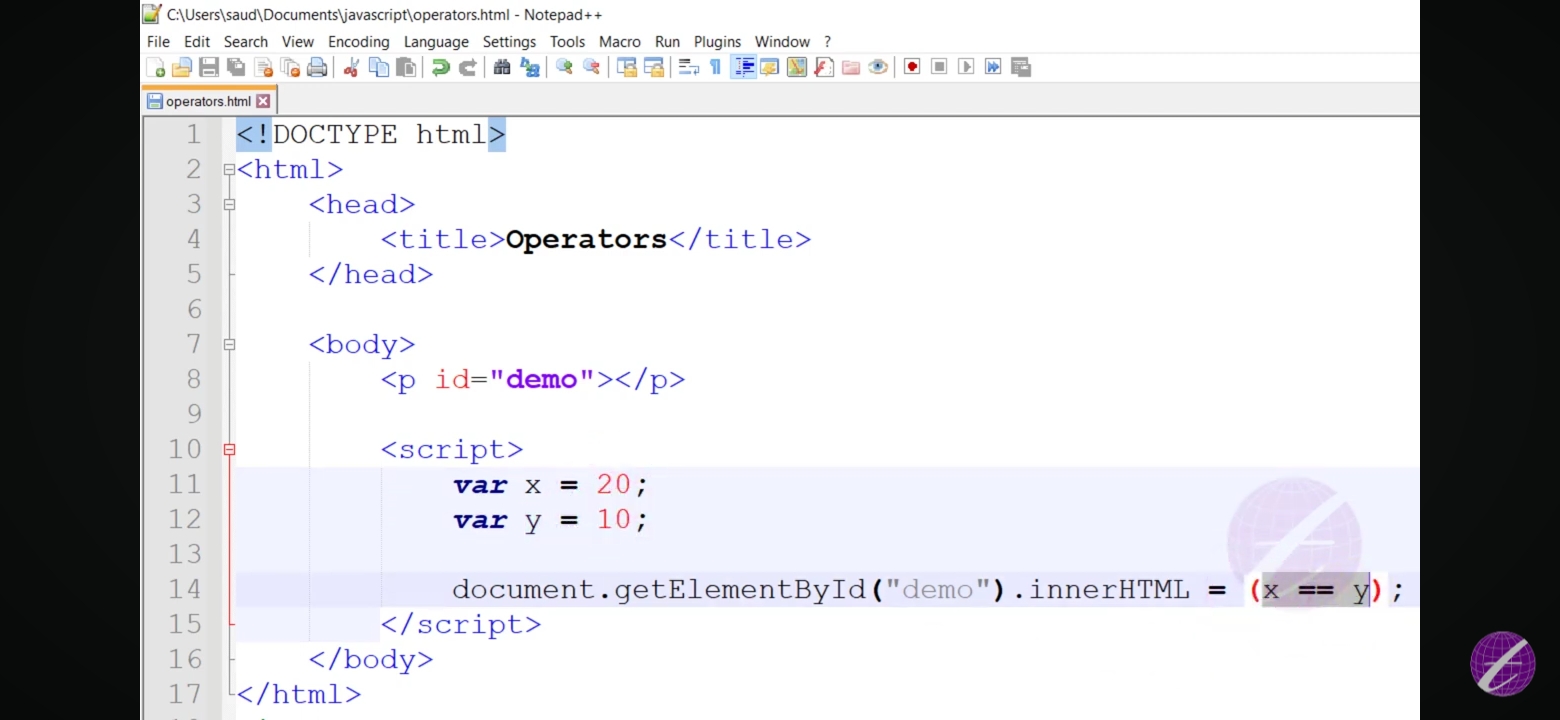 C:\Users\saud\Documents\javascript\operators.html - Notepad++
File Edit Search View Encoding Language Settings Tools Macro Run Plugins Window ?
operators.html
1 <!DOCTYPE html>
2 <html>
3 <head>
4 <title>Operators</title>
5 </head>
6
7 <body>
8 <p id="demo"></p>
9
10 <script>
11 var x = 20;
12 var y = 10;
13
14 document.getElementById("demo").innerHTML = (x == y);
15 </script>
16 </body>
17 </html>